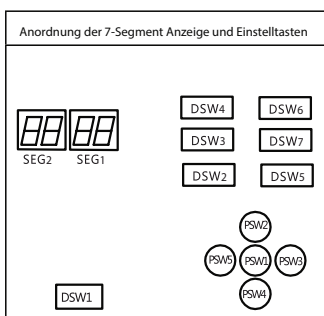 Anordnung der 7-Segment Anzeige und Einstelltasten
DSW4 DSW6
DSW3 DSW7
SEG2 SEG1
DSW2 DSW5
PSW2
PSW5 PSW1 PSW3
PSW4
DSW1